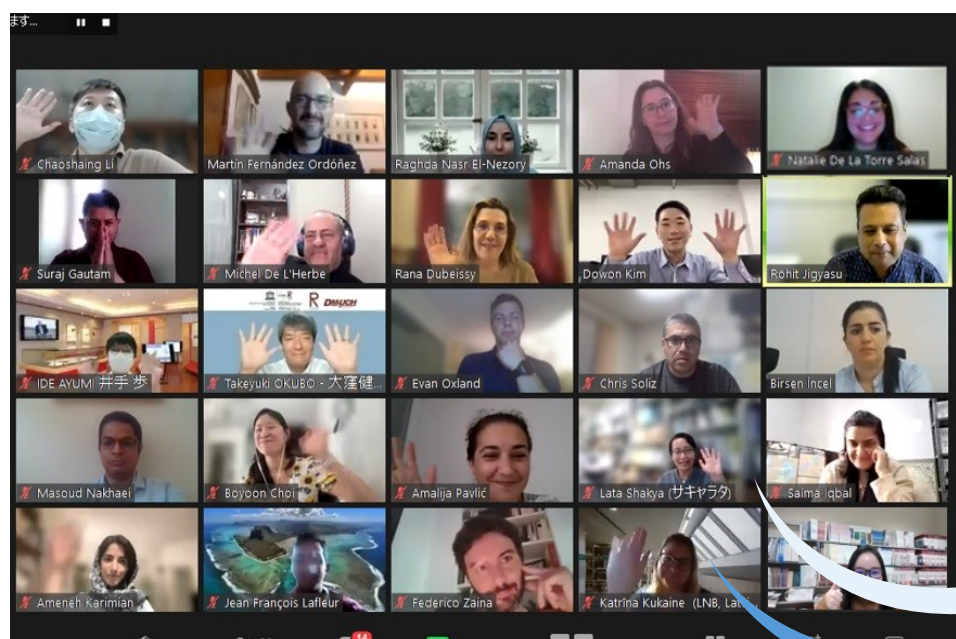 ます...
Chaoshaing Li
Martin Fernández Ordóñez
Raghda Nasr El-Nezory
Amanda Ohs
Natalie De La Torre Salas
Suraj Gautam
Michel De L'Herbe
Rana Dubeissy
Dowon Kim
Rohit Jigyasu
IDE AYUMI 井手 歩
R DMUCH
Takeyuki OKUBO・大窪健...
Evan Oxland
Chris Soliz
Birsen Incel
Masoud Nakhaei
Boyoon Choi
Amalija Pavlić
Lata Shakya (サキャラタ)
Saima Iqbal
Ameneh Karimian
Jean François Lafleur
Federico Zaina
Katrīna Kukaine (LNB,
14